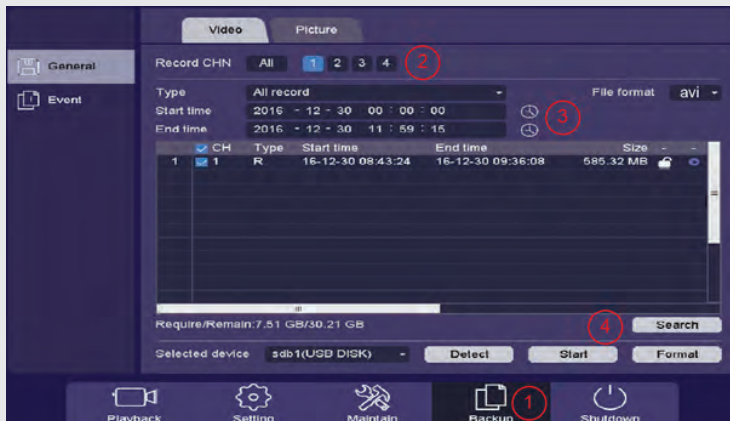 Video Picture
General
Event
Record CHN All 1 2 3 4 2
Type All record File format avi
Start time 2016 - 12 - 30 00 : 00 : 00
3
End time 2016 - 12 - 30 11 : 59 : 15
CH Type Start time End time Size - -
1 1 R 16-12-30 08:43:24 16-12-30 09:36:08 585.32 MB
Require/Remain:7.51 GB/30.21 GB 4 Search
Selected device sdb1(USB DISK) Detect Start Format
1
Playback Setting Maintain Backup Shutdown